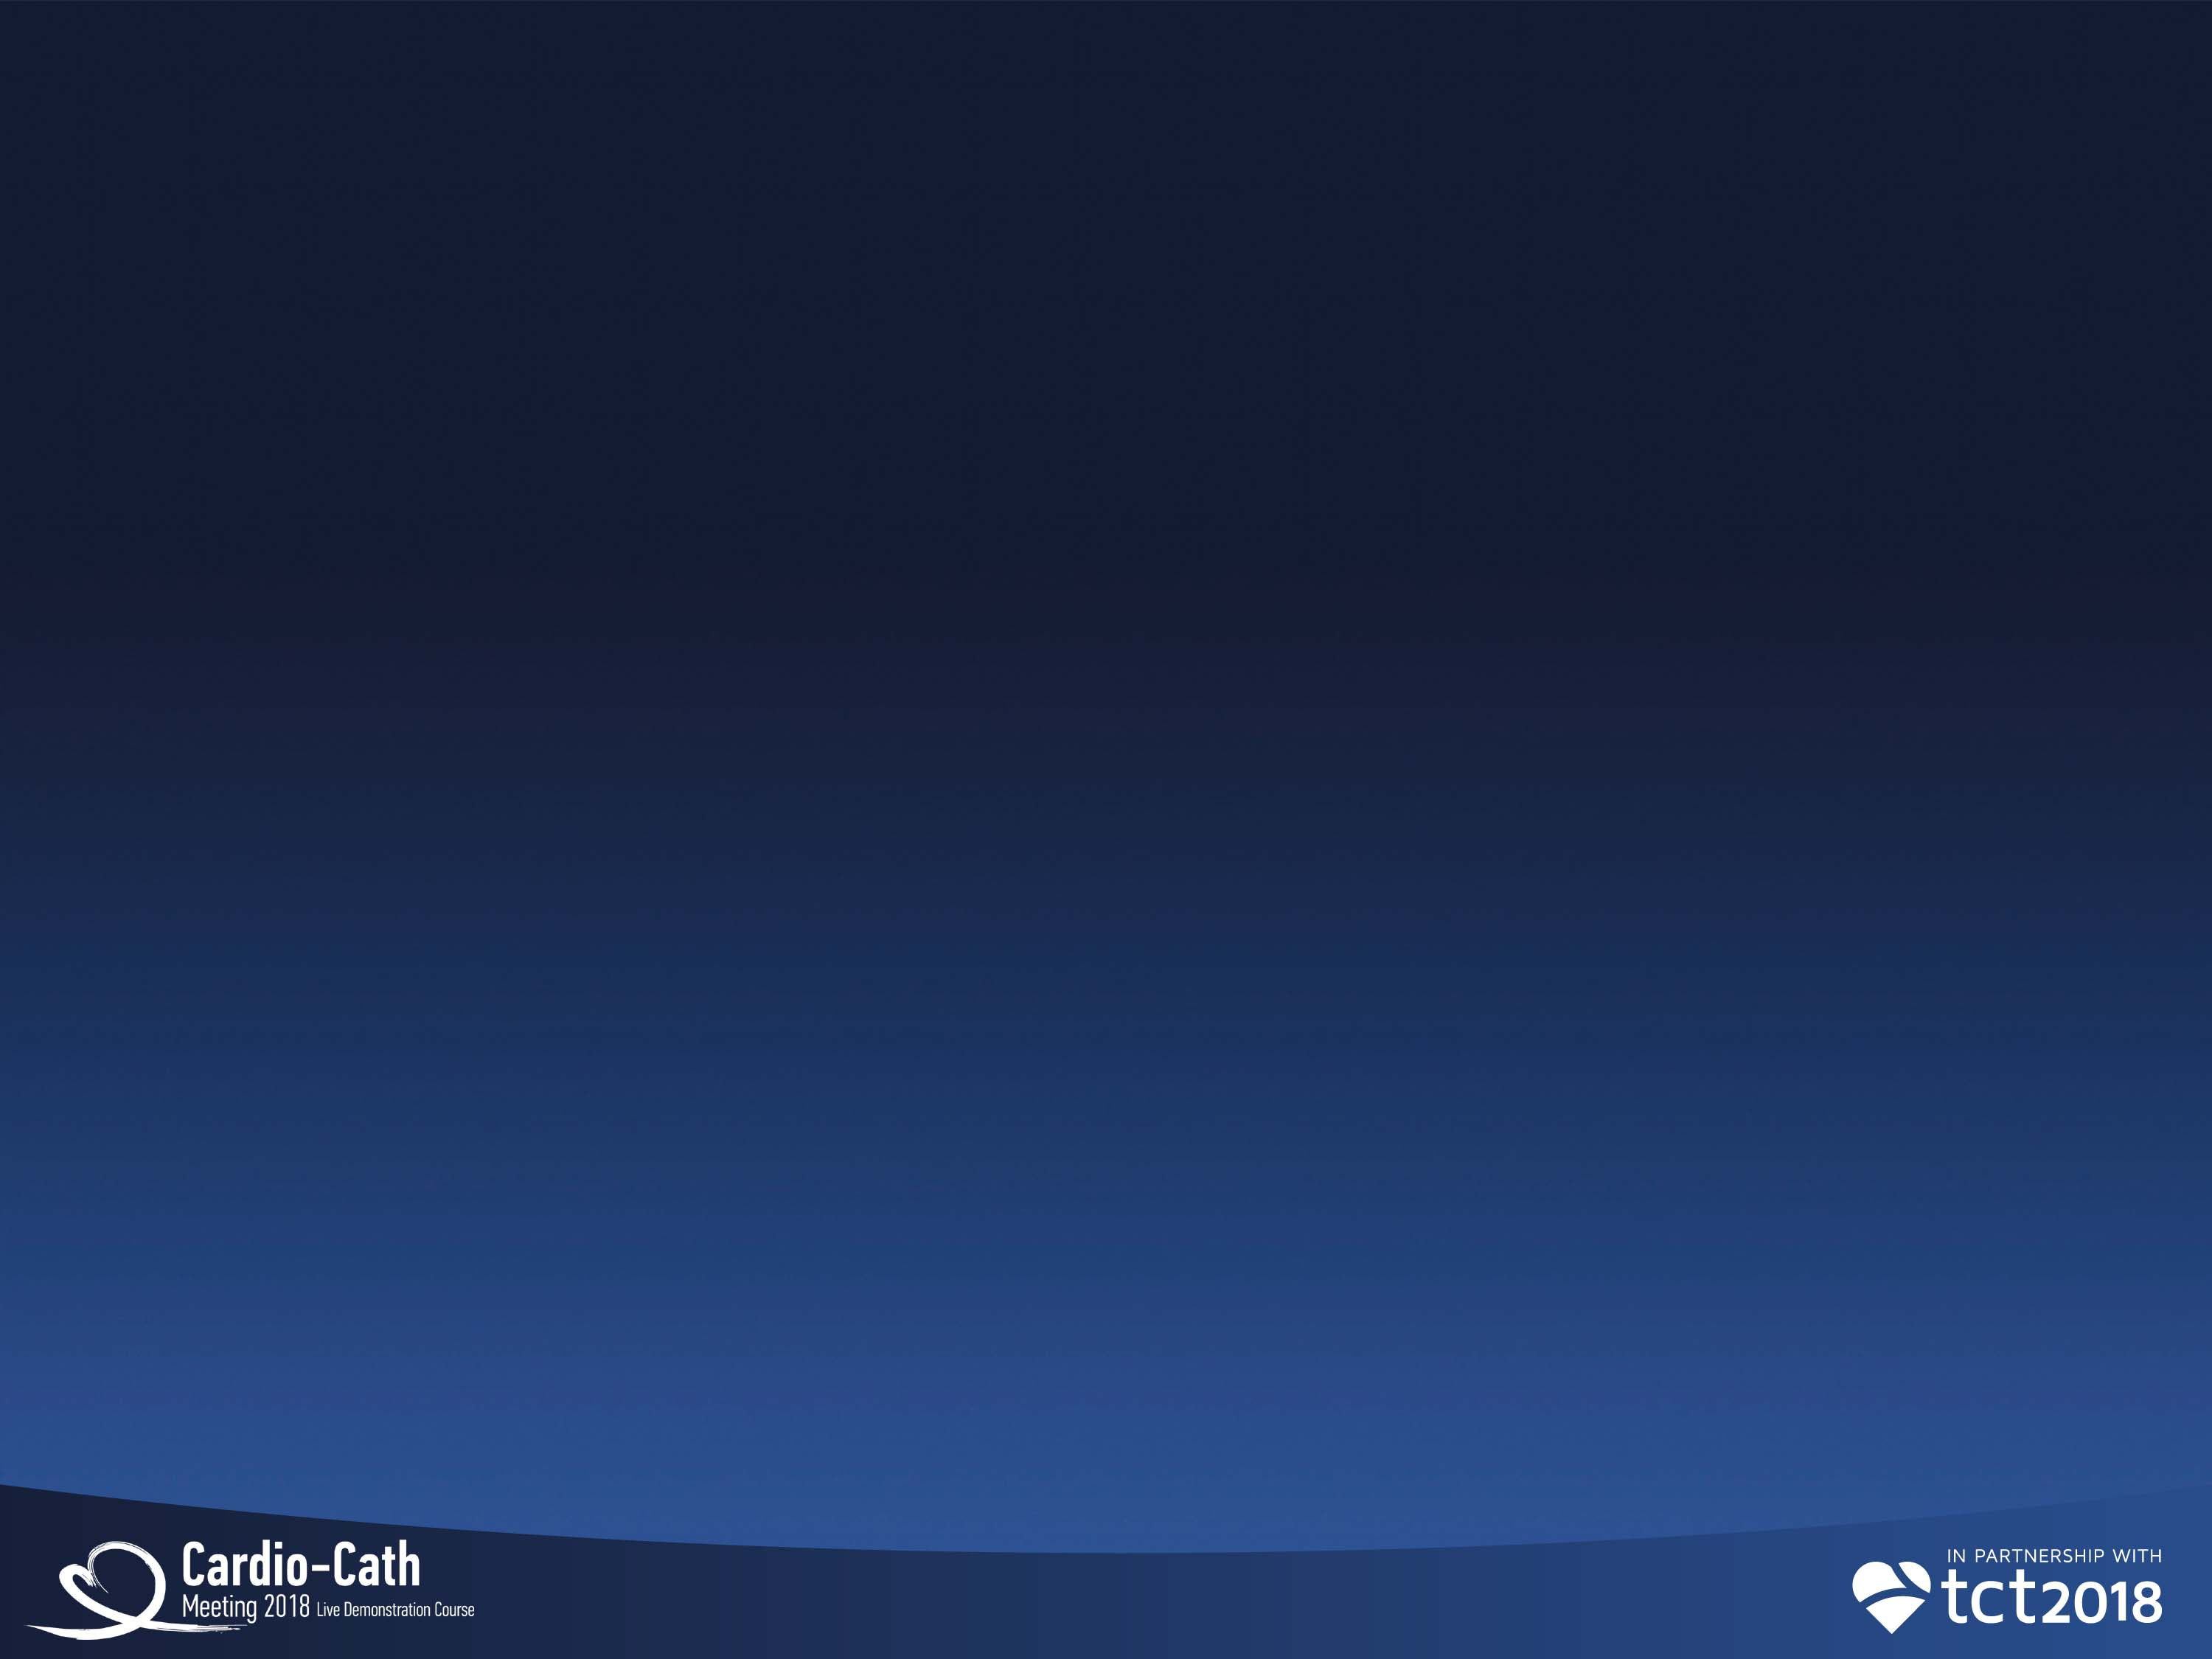 Cardio-Cath
Meeting 2018 Live Demonstration Course
IN PARTNERSHIP WITH
tct2018